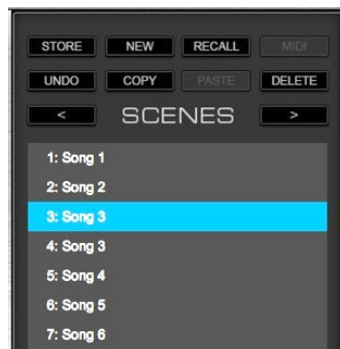 STORE NEW RECALL MIDI
UNDO COPY PASTE DELETE
< SCENES >
1: Song 1
2: Song 2
3: Song 3
4: Song 3
5: Song 4
6: Song 5
7: Song 6